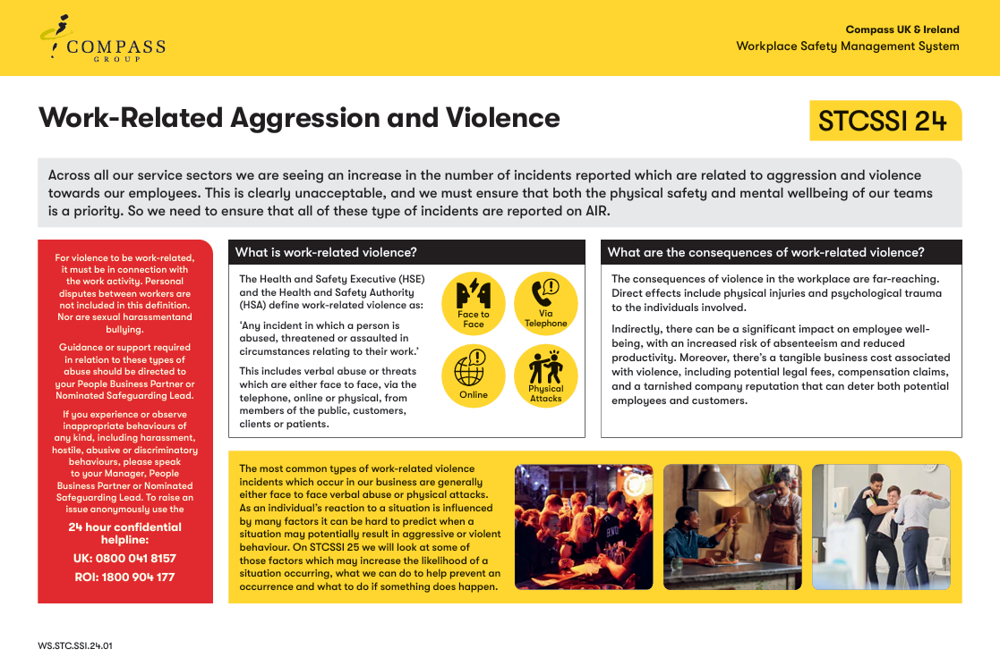 COMPASS
GROUP
Compass UK & Ireland
Workplace Safety Management System
Work-Related Aggression and Violence
STCSSI 24
Across all our service sectors we are seeing an increase in the number of incidents reported which are related to aggression and violence
towards our employees. This is clearly unacceptable, and we must ensure that both the physical safety and mental wellbeing of our teams
is a priority. So we need to ensure that all of these type of incidents are reported on AIR.
For violence to be work-related,
it must be in connection with
the work activity. Personal
disputes between workers are
not included in this definition.
Nor are sexual harassmentand
bullying.
Guidance or support required
in relation to these types of
abuse should be directed to
your People Business Partner or
Nominated Safeguarding Lead.
If you experience or observe
inappropriate behaviours of
any kind, including harassment,
hostile, abusive or discriminatory
behaviours, please speak
to your Manager, People
Business Partner or Nominated
Safeguarding Lead. To raise an
issue anonymously use the
24 hour confidential
helpline:
UK: 0800 041 8157
ROI: 1800 904 177
What is work-related violence?
The Health and Safety Executive (HSE)
and the Health and Safety Authority
(HSA) define work-related violence as:
‘Any incident in which a person is
abused, threatened or assaulted in
circumstances relating to their work.’
This includes verbal abuse or threats
which are either face to face, via the
telephone, online or physical, from
members of the public, customers,
clients or patients.
Face to
Face
Via
Telephone
Online
Physical
Attacks
What are the consequences of work-related violence?
The consequences of violence in the workplace are far-reaching.
Direct effects include physical injuries and psychological trauma
to the individuals involved.
Indirectly, there can be a significant impact on employee well-
being, with an increased risk of absenteeism and reduced
productivity. Moreover, there’s a tangible business cost associated
with violence, including potential legal fees, compensation claims,
and a tarnished company reputation that can deter both potential
employees and customers.
The most common types of work-related violence
incidents which occur in our business are generally
either face to face verbal abuse or physical attacks.
As an individual’s reaction to a situation is influenced
by many factors it can be hard to predict when a
situation may potentially result in aggressive or violent
behaviour. On STCSSI 25 we will look at some of
those factors which may increase the likelihood of a
situation occurring, what we can do to help prevent an
occurrence and what to do if something does happen.
WS.STC.SSI.24.01